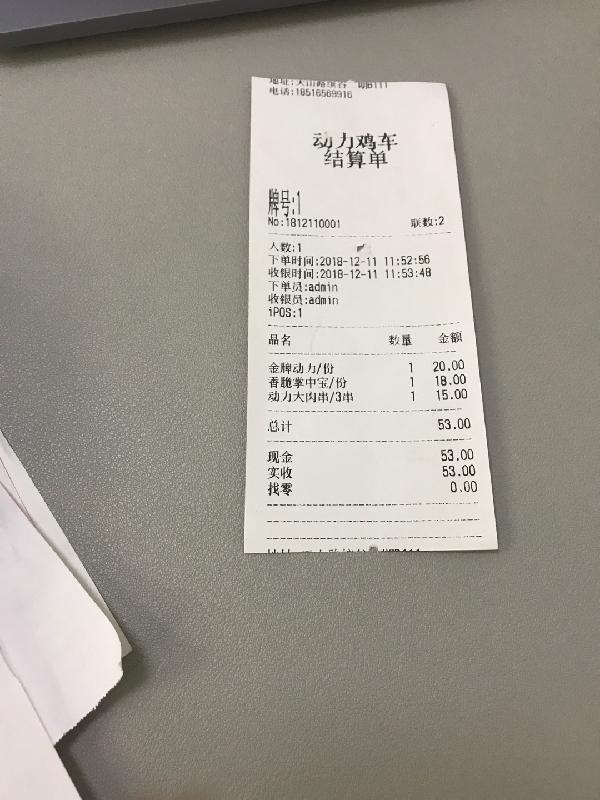 电话:18516569916
动力鸡车
结算单
牌号:1
No:1812110001 联数:2
人数:1
下单时间:2018-12-11 11:52:56
收银时间:2018-12-11 11:53:48
下单员:admin
收银员:admin
iPOS:1
品名 数量 金额
金牌动力/份 1 20.00
香脆掌中宝/份 1 18.00
动力大肉串/3串 1 15.00
总计 53.00
现金 53.00
实收 53.00
找零 0.00